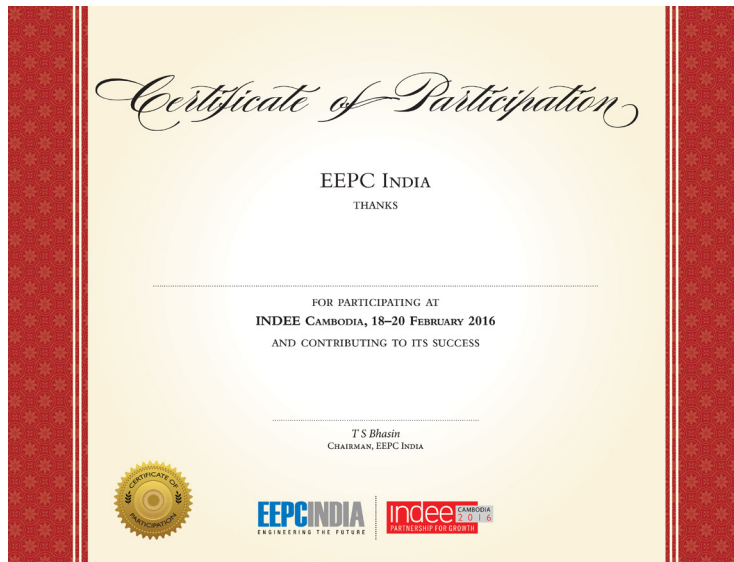 Certificate of Participation
EEPC INDIA
THANKS
FOR PARTICIPATING AT
INDEE CAMBODIA, 18–20 FEBRUARY 2016
AND CONTRIBUTING TO ITS SUCCESS
T S Bhasin
CHAIRMAN, EEPC INDIA
CERTIFICATE OF
PARTICIPATION
EEPCINDIA
ENGINEERING THE FUTURE
indee CAMBODIA
2016
PARTNERSHIP FOR GROWTH